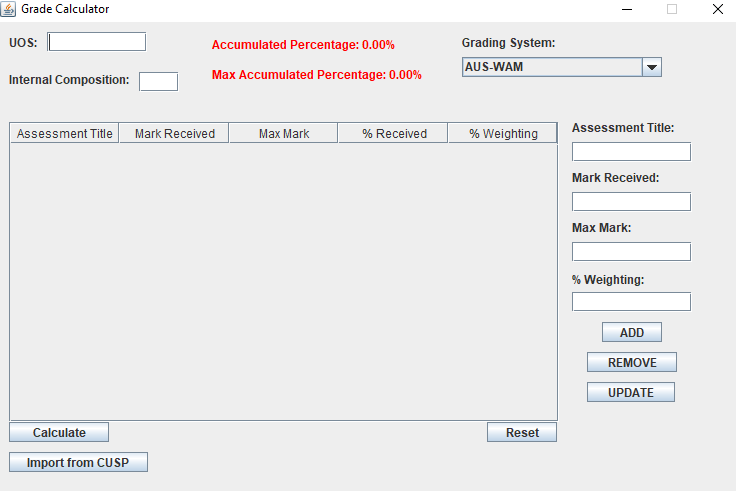 Grade Calculator
UOS:
Accumulated Percentage: 0.00%
Grading System:
Internal Composition:
Max Accumulated Percentage: 0.00%
AUS-WAM
Assessment Title Mark Received Max Mark % Received % Weighting
Assessment Title:
Mark Received:
Max Mark:
% Weighting:
ADD
REMOVE
UPDATE
Calculate
Reset
Import from CUSP